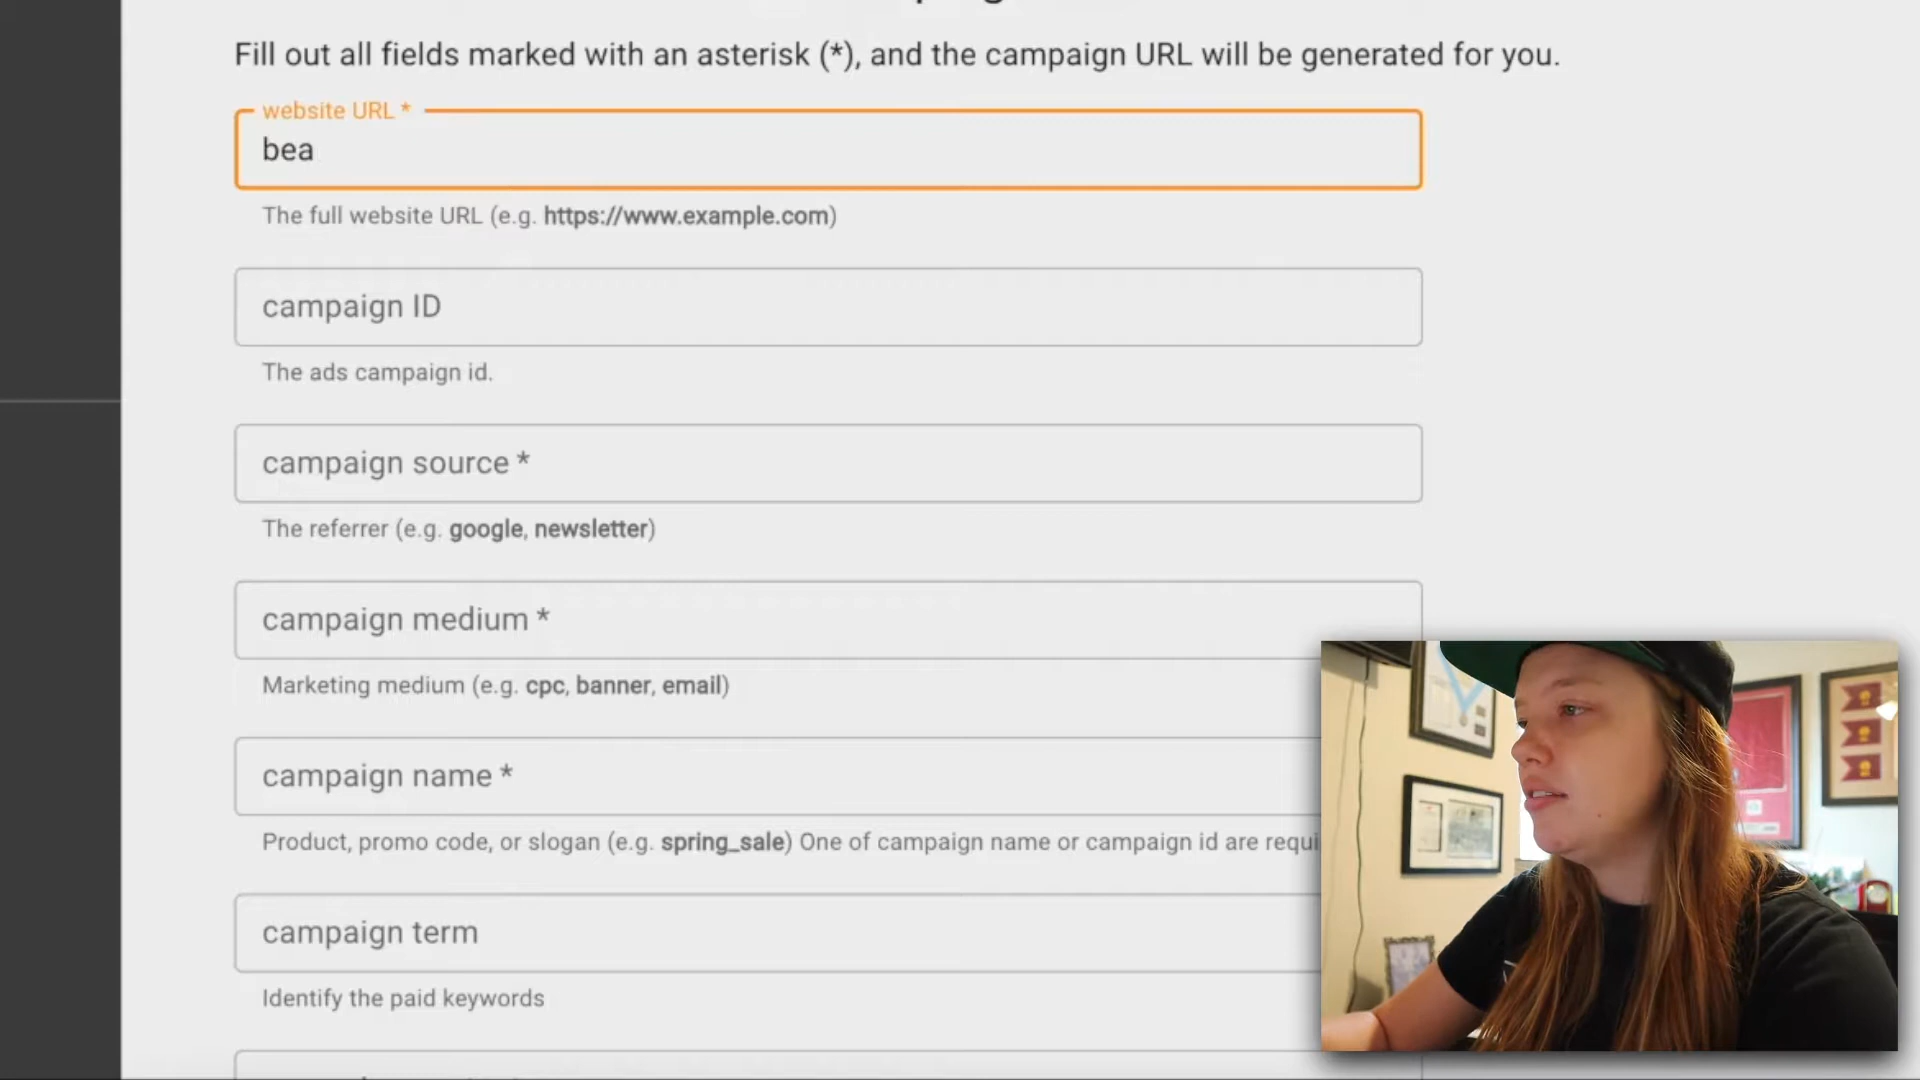 Fill out all fields marked with an asterisk (*), and the campaign URL will be generated for you.
website URL *
bea
The full website URL (e.g. https://www.example.com)
campaign ID
The ads campaign id.
campaign source *
The referrer (e.g. google, newsletter)
campaign medium *
Marketing medium (e.g. cpc, banner, email)
campaign name *
Product, promo code, or slogan (e.g. spring_sale) One of campaign name or campaign id are requi
campaign term
Identify the paid keywords